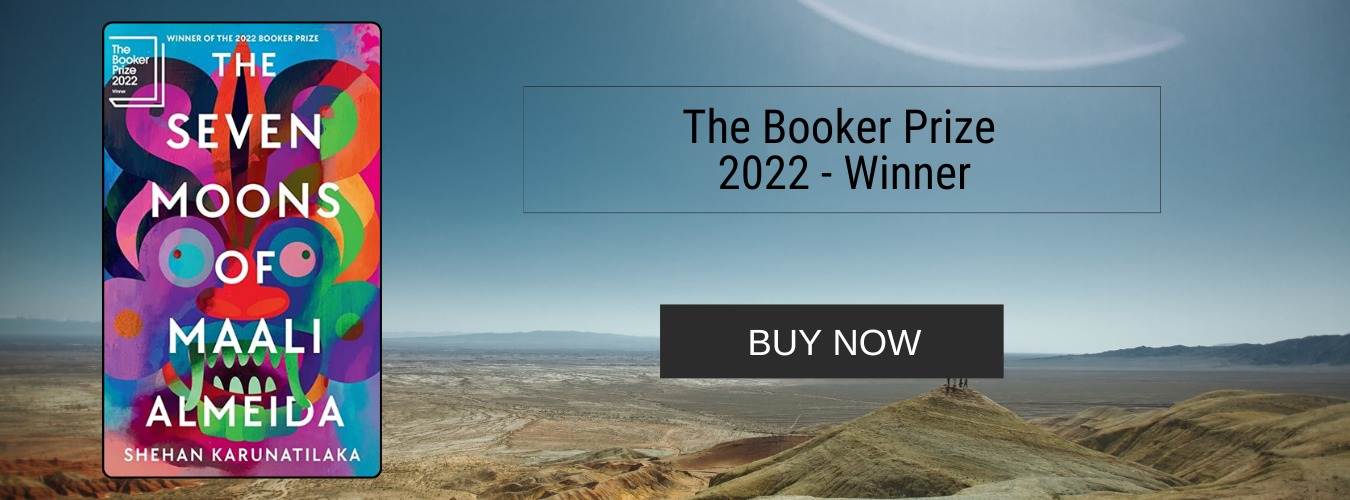 WINNER OF THE 2022 BOOKER PRIZE
The
Booker
Prize
2022
Winner
THE
SEVEN
MOONS
OF
MAALI
ALMEIDA
SHEHAN KARUNATILAKA
The Booker Prize
2022 - Winner
BUY NOW